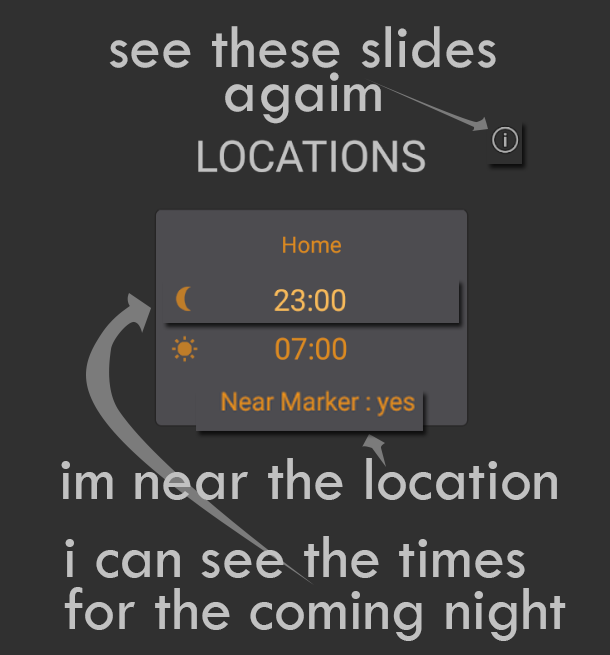 see these slides
agaim
LOCATIONS
Home
23:00
07:00
Near Marker : yes
im near the location
i can see the times
for the coming night